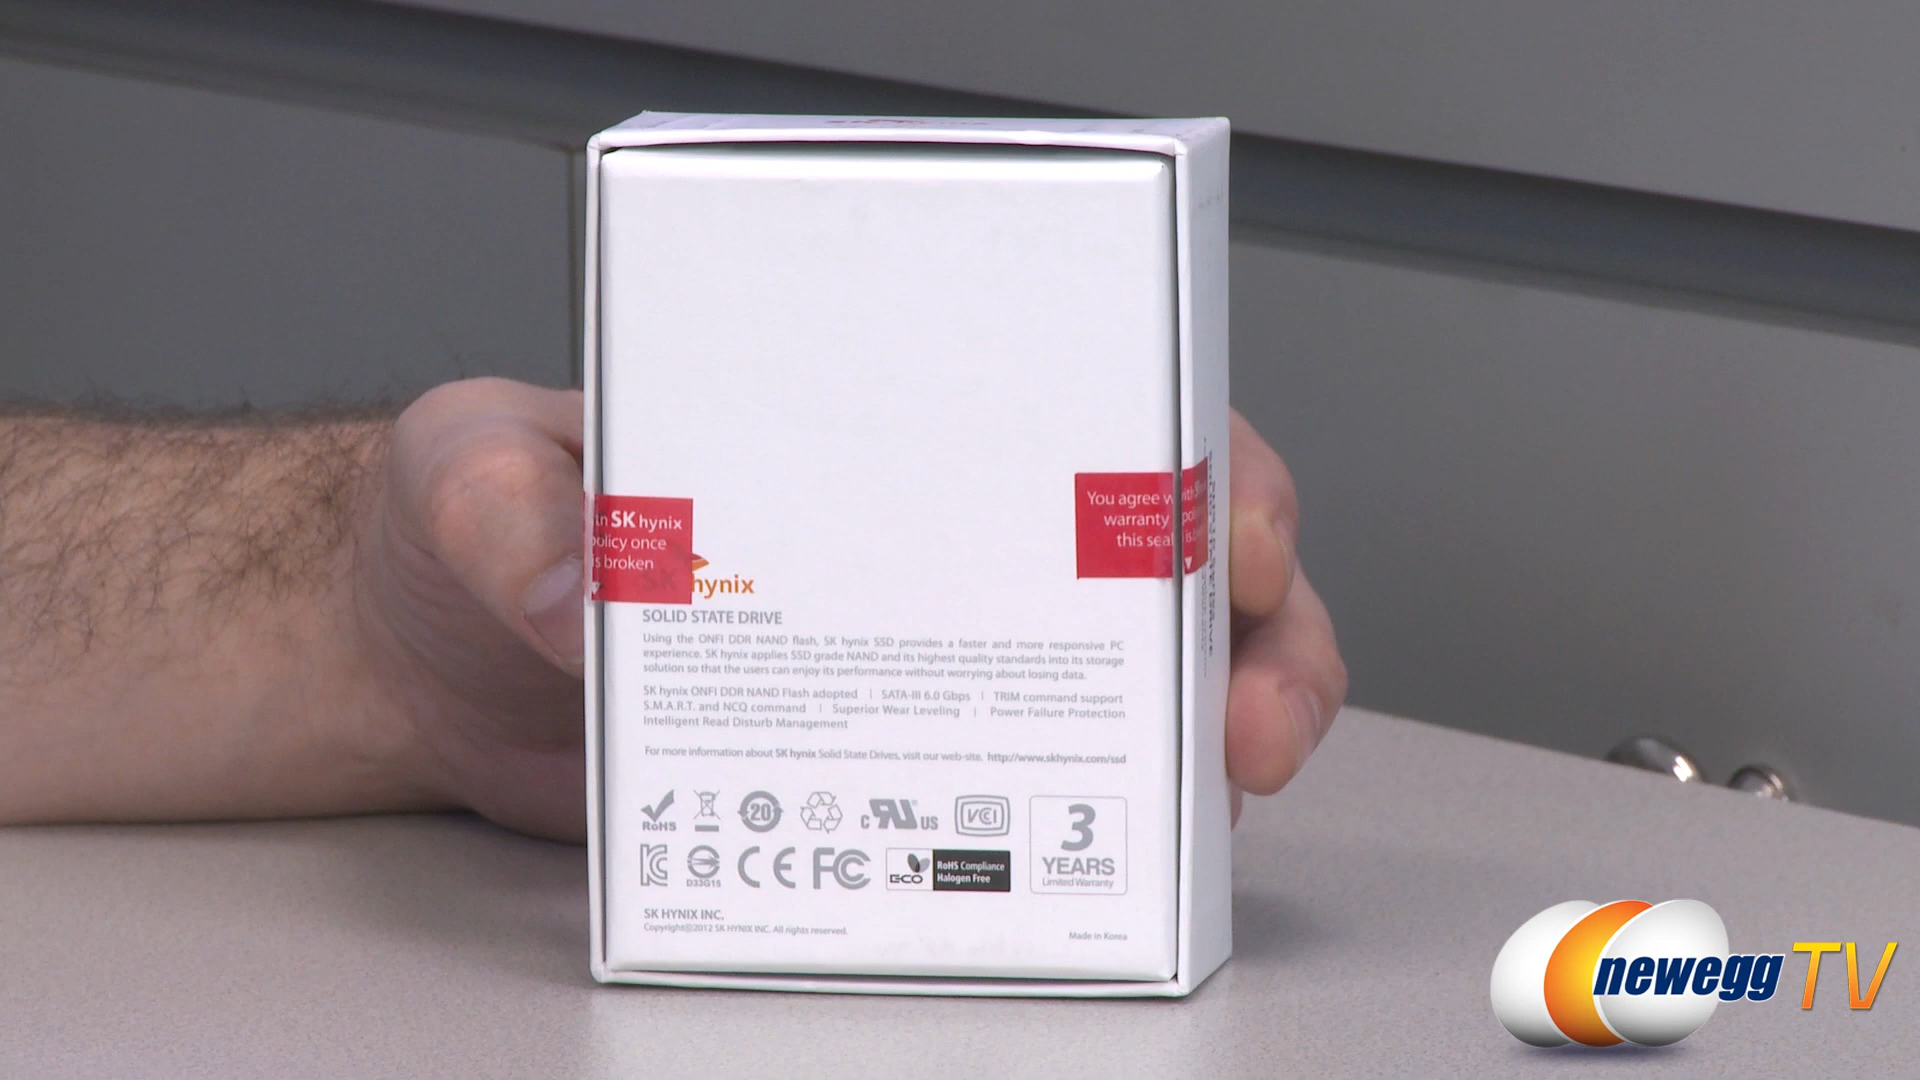 You agree w
warranty
this seal
th SK hynix
policy once
is broken
hynix
SOLID STATE DRIVE
Using the ONFI DDR NAND flash, SK hynix SSD provides a faster and more responsive PC
experience. SK hynix applies SSD grade NAND and its highest quality standards into its storage
solution so that the users can enjoy its performance without worrying about losing data.
SK hynix ONFI DDR NAND Flash adopted | SATA-III 6.0 Gbps | TRIM command support
S.M.A.R.T. and NCQ command | Superior Wear Leveling | Power Failure Protection
Intelligent Read Disturb Management
For more information about SK hynix Solid State Drives, visit our web-site. http://www.skhynix.com/ssd
RoHS 20 c RU US VCI
3
YEARS
Limited Warranty
D33G15 CE FC ECO RoHS Compliance
Halogen Free
SK HYNIX INC.
Copyright©2012 SK HYNIX INC. All rights reserved.
Made in Korea
newegg TV